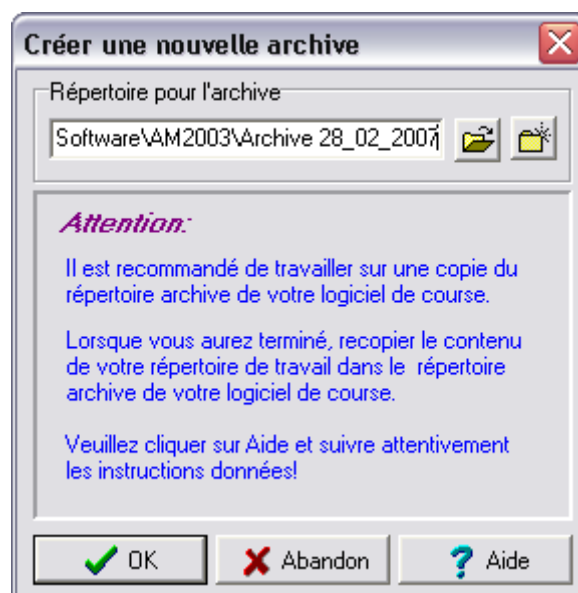 Créer une nouvelle archive
Répertoire pour l'archive
Software\AM2003\Archive 28_02_2007
Attention:
Il est recommandé de travailler sur une copie du
répertoire archive de votre logiciel de course.
Lorsque vous aurez terminé, recopier le contenu
de votre répertoire de travail dans le répertoire
archive de votre logiciel de course.
Veuillez cliquer sur Aide et suivre attentivement
les instructions données!
OK
Abandon
Aide